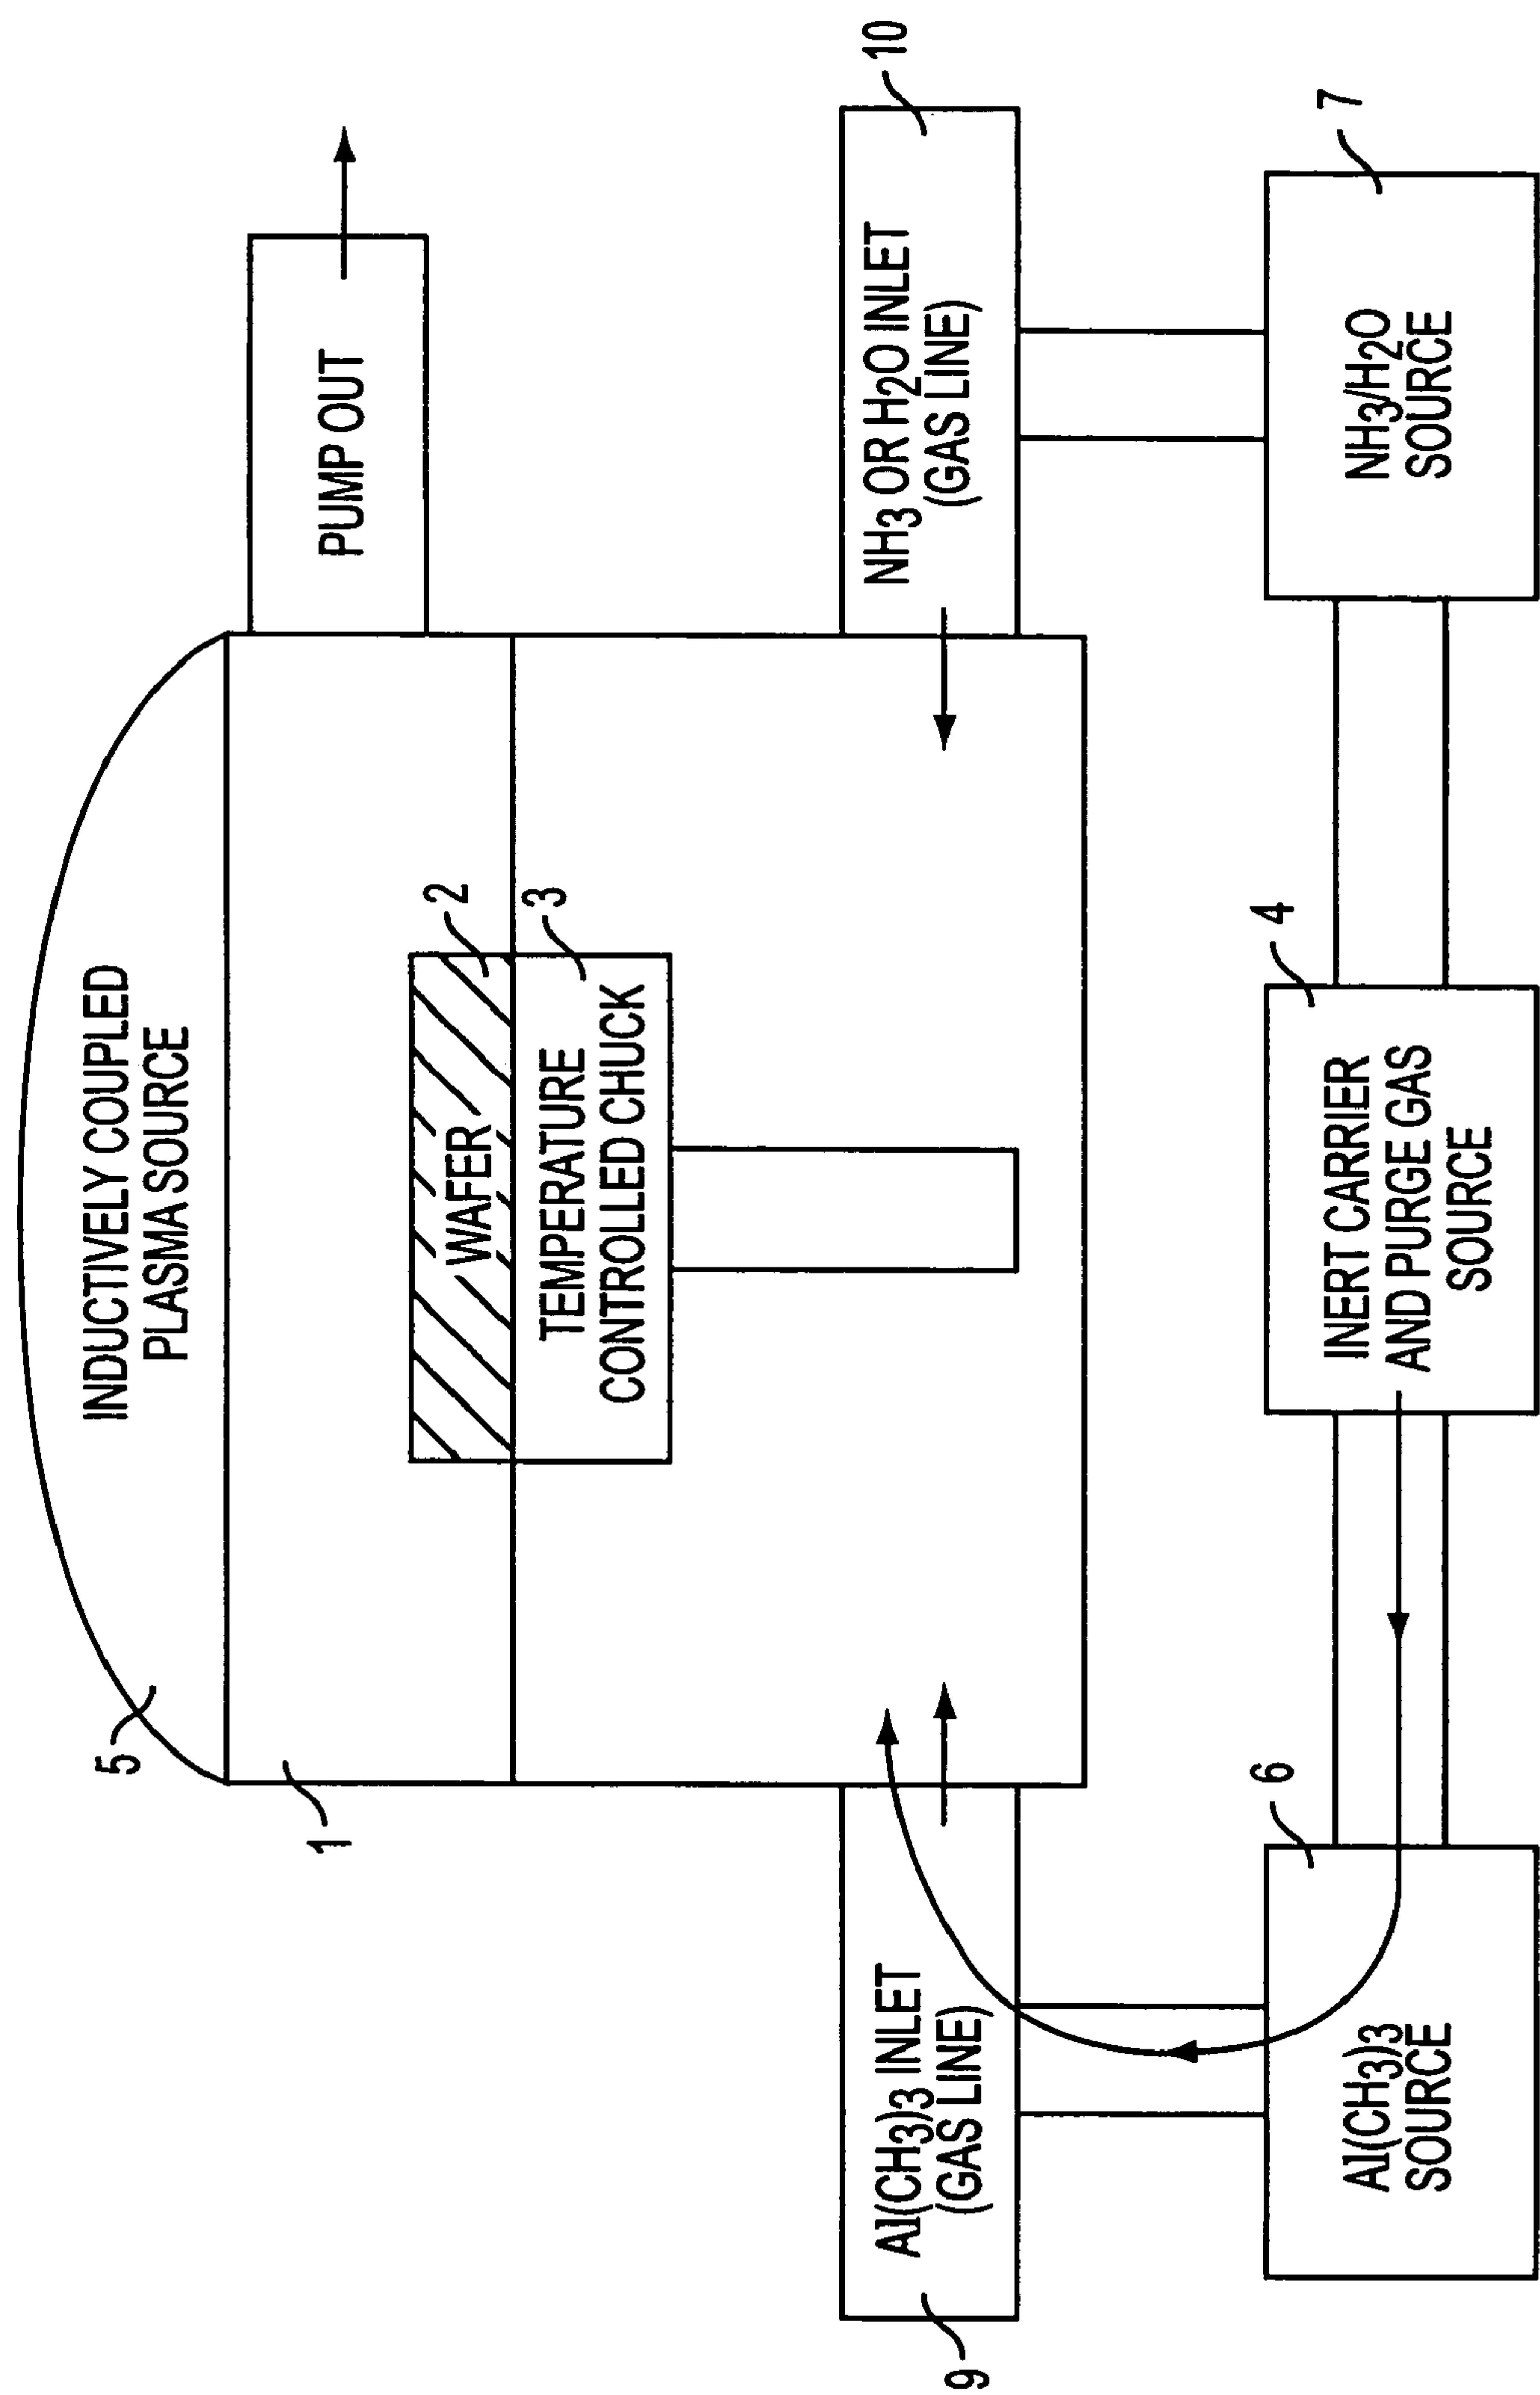 INDUCTIVELY COUPLED
PLASMA SOURCE
5
1
PUMP OUT
WAFER
2
TEMPERATURE
CONTROLLED CHUCK
3
Al(CH3)3 INLET
(GAS LINE)
9
NH3 OR H2O INLET
(GAS LINE)
10
Al(CH3)3
SOURCE
6
INERT CARRIER
AND PURGE GAS
SOURCE
4
NH3/H2O
SOURCE
7